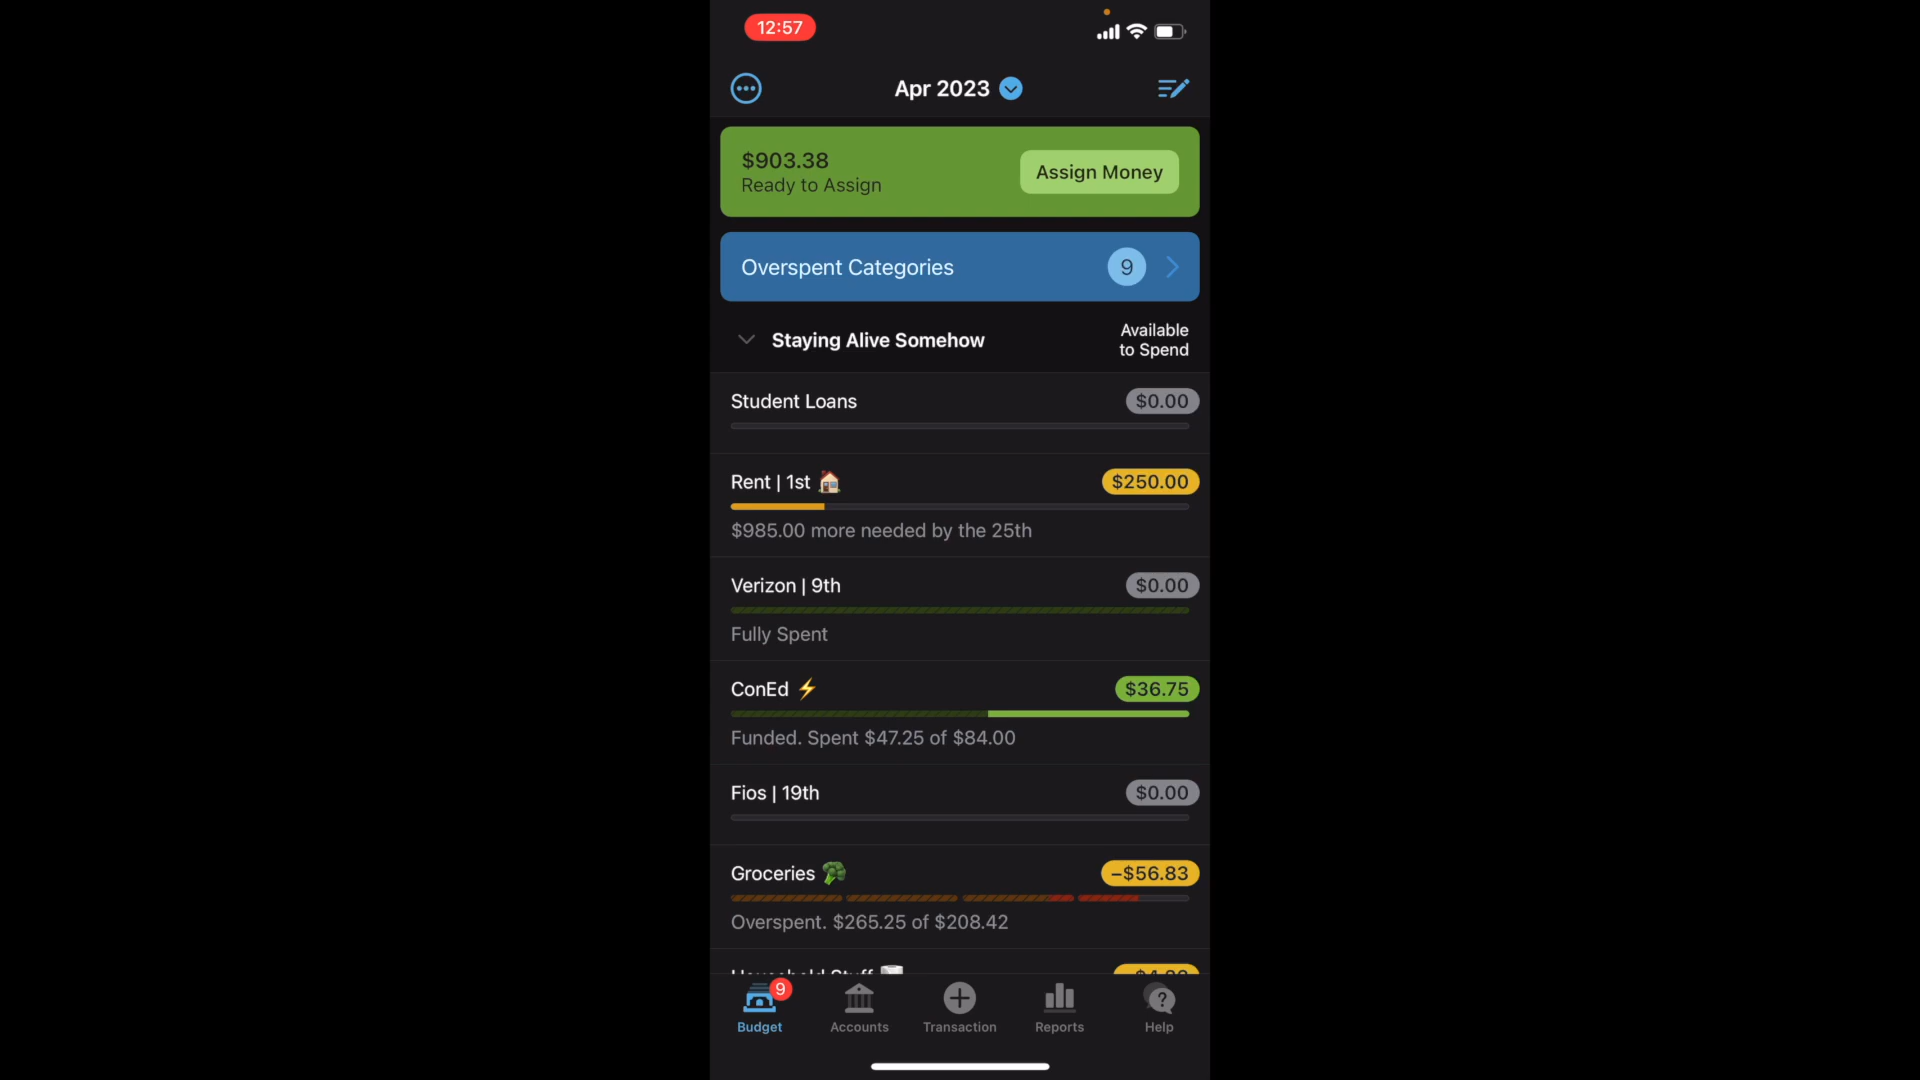 12:57
Apr 2023
$903.38
Ready to Assign
Assign Money
Overspent Categories
9
Staying Alive Somehow
Available
to Spend
Student Loans
$0.00
Rent | 1st
$250.00
$985.00 more needed by the 25th
Verizon | 9th
$0.00
Fully Spent
ConEd
$36.75
Funded. Spent $47.25 of $84.00
Fios | 19th
$0.00
Groceries
-$56.83
Overspent. $265.25 of $208.42
Household Stuff
9
Budget
Accounts
Transaction
Reports
Help